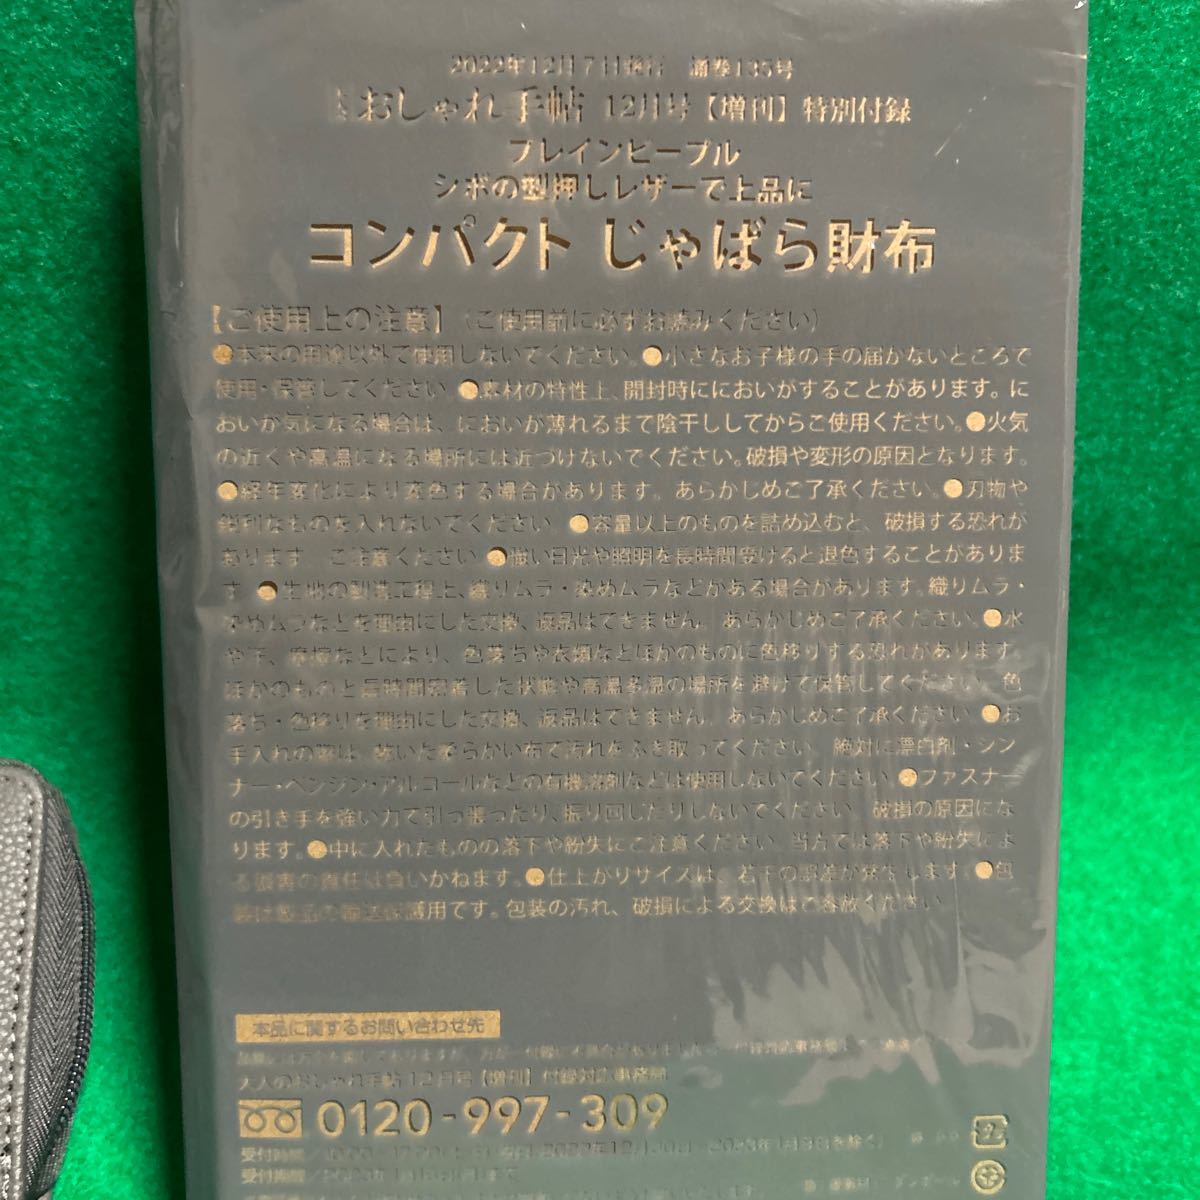 2022年12月7日発行 通巻135号
おしゃれ手帖 12月号【増刊】特別付録
プレインピープル
シボの型押しレザーで上品に
コンパクト じゃばら財布
【ご使用上の注意】(ご使用前に必ずお読みください)
●本来の用途以外で使用しないでください。●小さなお子様の手の届かないところで
使用・保管してください ●素材の特性上、開封時ににおいがすることがあります。に
おいが気になる場合は、においが薄れるまで陰干ししてからご使用ください。●火気
の近くや高温になる場所には近づけないでください。破損や変形の原因となります。
●経年変化により変色する場合があります。あらかじめご了承ください。●刃物や
鋭利なものを入れないでください ●容量以上のものを詰め込むと、破損する恐れが
あります ご注意ください ●強い日光や照明を長時間受けると退色することがありま
す ●生地の製造工程上、織りムラ・染めムラなどがある場合があります。織りムラ・
染めムラなどを理由にした交換、返品はできません。あらかじめご了承ください。●水
や汗、摩擦などにより、色落ちや衣類などほかのものに色移りする恐れがあります。
ほかのものと長時間密着した状態や高温多湿の場所を避けて保管してください 色
落ち・色移りを理由にした交換、返品はできません。あらかじめご了承ください ●お
手入れの際は、乾いた柔らかい布で汚れをふき取ってください 絶対に漂白剤・シン
ナー・ベンジン・アルコールなどの有機溶剤などは使用しないでください ●ファスナー
の引き手を強い力で引っ張ったり、振り回したりしないでください 破損の原因にな
ります。●中に入れたものの落下や紛失にご注意ください。当方では落下や紛失によ
る損害の責任は負いかねます。●仕上がりサイズは、若干の誤差が発生します。●包
装は製品の輸送保護用です。包装の汚れ、破損による交換はご容赦ください
本品に関するお問い合わせ先
大人のおしゃれ手帖12月号【増刊】付録対応事務局
0120-997-309
受付時間
受付期間